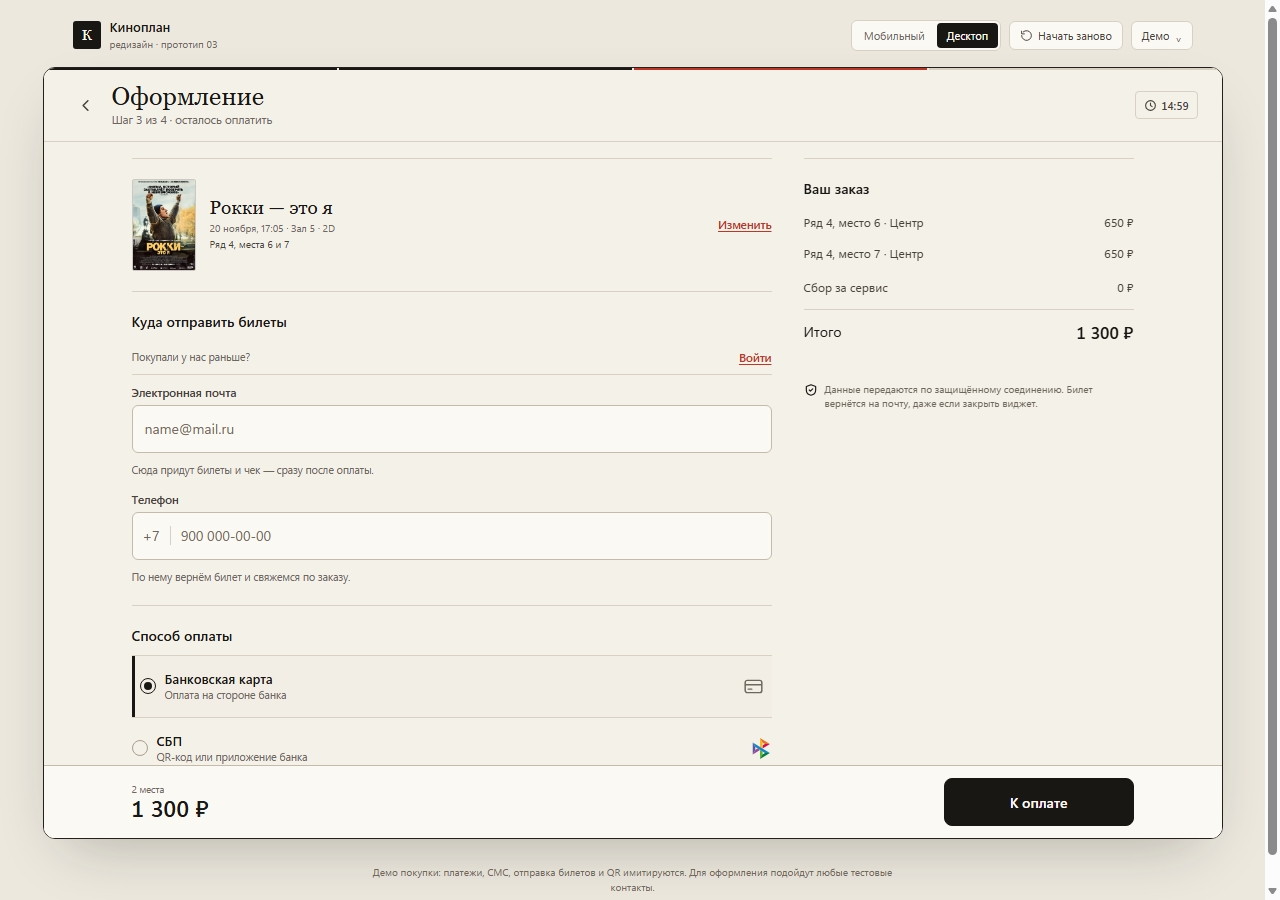 К
Киноплан
редизайн · прототип 03
Мобильный
Десктоп
Начать заново
Демо
Оформление
Шаг 3 из 4 · осталось оплатить
14:59
РОККИ
ЭТО Я
Рокки — это я
20 ноября, 17:05 · Зал 5 · 2D
Ряд 4, места 6 и 7
Изменить
Куда отправить билеты
Покупали у нас раньше?
Войти
Электронная почта
name@mail.ru
Сюда придут билеты и чек — сразу после оплаты.
Телефон
+7
900 000-00-00
По нему вернём билет и свяжемся по заказу.
Способ оплаты
Банковская карта
Оплата на стороне банка
СБП
QR-код или приложение банка
Ваш заказ
Ряд 4, место 6 · Центр
650 ₽
Ряд 4, место 7 · Центр
650 ₽
Сбор за сервис
0 ₽
Итого
1 300 ₽
Данные передаются по защищённому соединению. Билет
вернётся на почту, даже если закрыть виджет.
2 места
1 300 ₽
К оплате
Демо покупки: платежи, СМС, отправка билетов и QR имитируются. Для оформления подойдут любые тестовые
контакты.